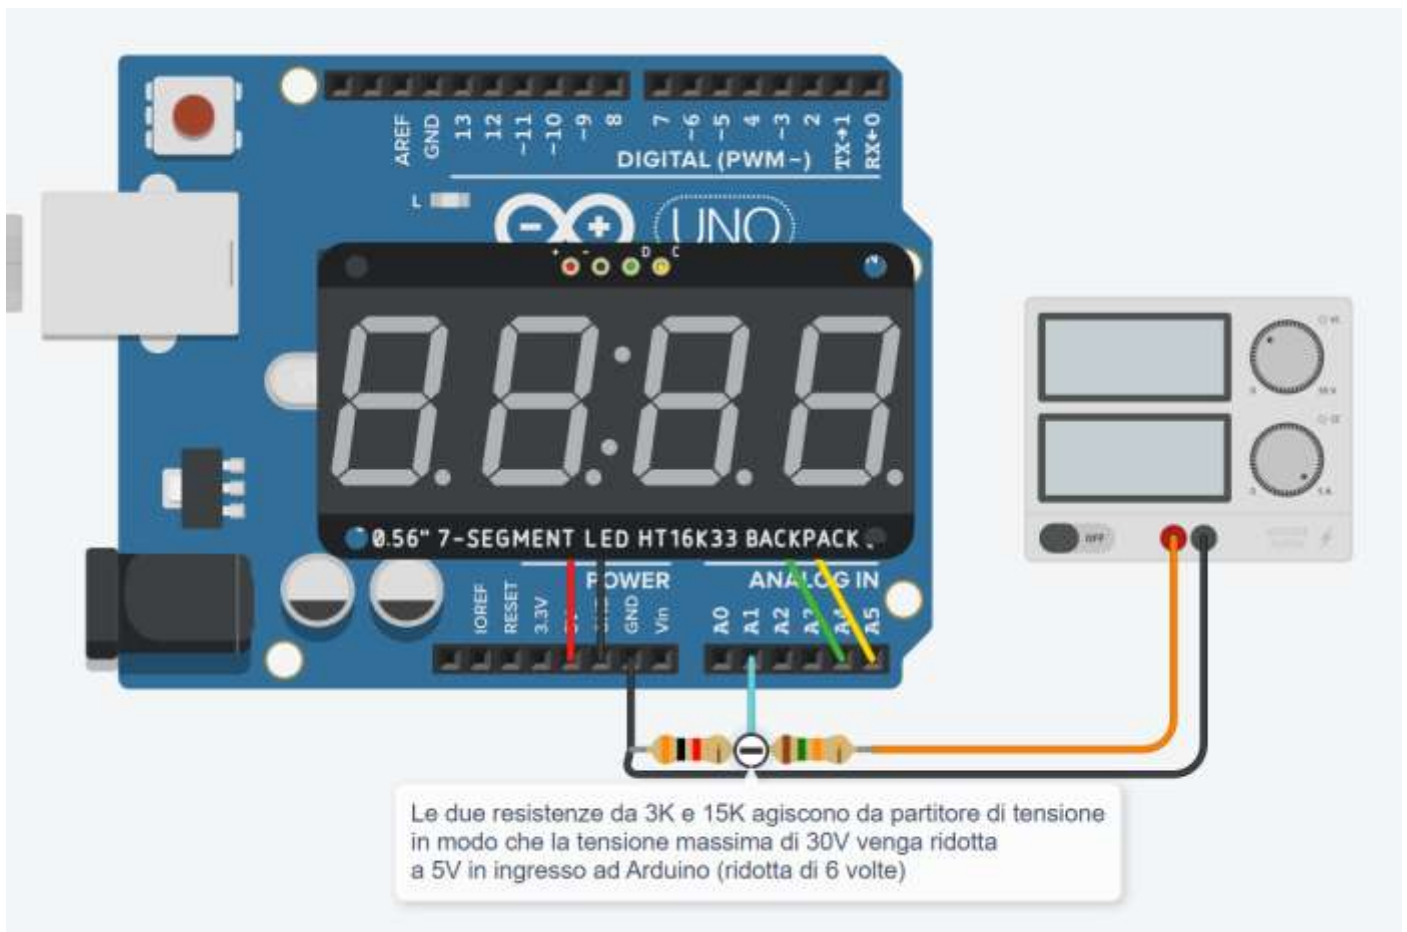 AREF
GND
13
12
~11
~10
~9
8
7
~6
~5
4
~3
2
TX→1
RX←0
DIGITAL (PWM~)
L
UNO
+ - D C
0.56" 7-SEGMENT LED HT16K33 BACKPACK
POWER
ANALOG IN
IOREF
RESET
3.3V
GND
Vin
A0
A1
A2
A3
A4
A5
OFF
Le due resistenze da 3K e 15K agiscono da partitore di tensione
in modo che la tensione massima di 30V venga ridotta
a 5V in ingresso ad Arduino (ridotta di 6 volte)